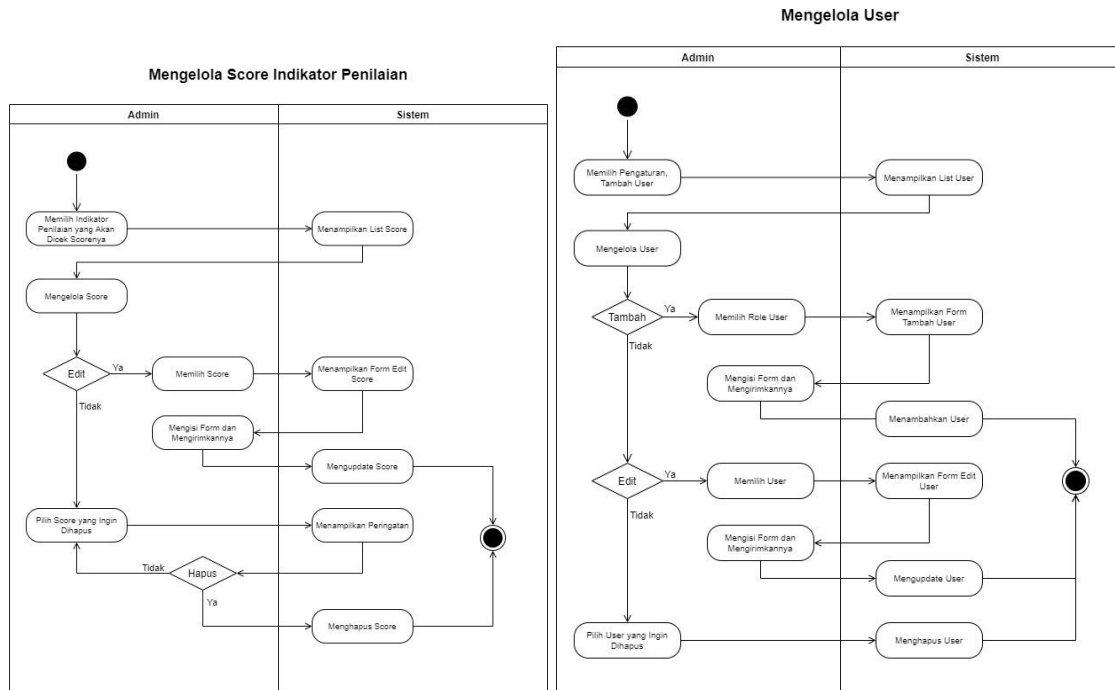 Mengelola Score Indikator Penilaian
Admin
Sistem
Memilih Indikator
Penilaian yang Akan
Dicek Scorenya
Menampilkan List Score
Mengelola Score
Edit
Ya
Tidak
Memilih Score
Menampilkan Form Edit
Score
Mengisi Form dan
Mengirimkannya
Mengupdate Score
Pilih Score yang Ingin
Dihapus
Menampilkan Peringatan
Hapus
Tidak
Ya
Menghapus Score
Mengelola User
Admin
Sistem
Memilih Pengaturan,
Tambah User
Menampilkan List User
Mengelola User
Tambah
Ya
Tidak
Memilih Role User
Menampilkan Form
Tambah User
Mengisi Form dan
Mengirimkannya
Menambahkan User
Edit
Ya
Tidak
Memilih User
Menampilkan Form Edit
User
Mengisi Form dan
Mengirimkannya
Mengupdate User
Pilih User yang Ingin
Dihapus
Menghapus User